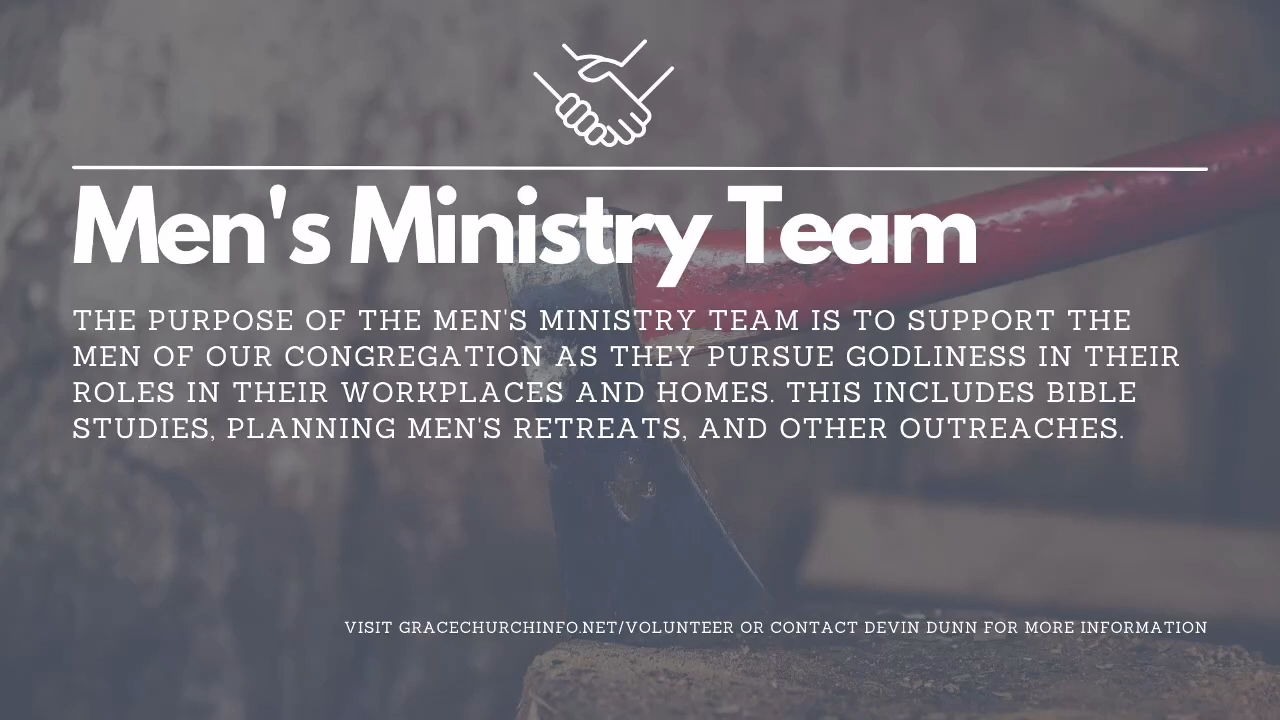 Men's Ministry Team
THE PURPOSE OF THE MEN'S MINISTRY TEAM IS TO SUPPORT THE
MEN OF OUR CONGREGATION AS THEY PURSUE GODLINESS IN THEIR
ROLES IN THEIR WORKPLACES AND HOMES. THIS INCLUDES BIBLE
STUDIES, PLANNING MEN'S RETREATS, AND OTHER OUTREACHES.
VISIT GRACECHURCHINFO.NET/VOLUNTEER OR CONTACT DEVIN DUNN FOR MORE INFORMATION